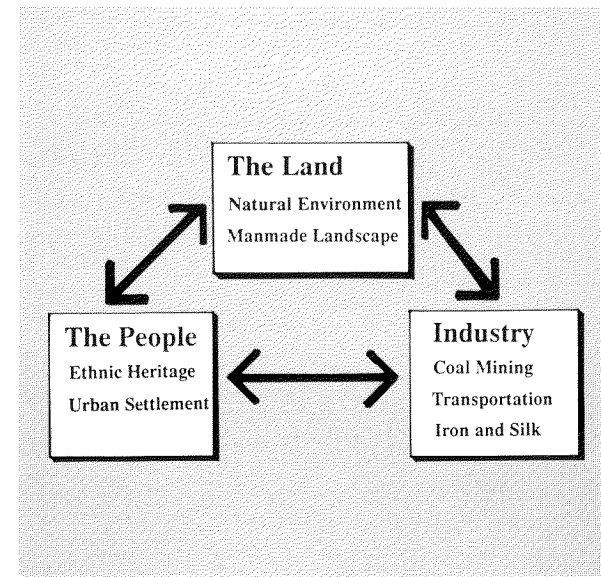 The Land
Natural Environment
Manmade Landscape
The People
Ethnic Heritage
Urban Settlement
Industry
Coal Mining
Transportation
Iron and Silk